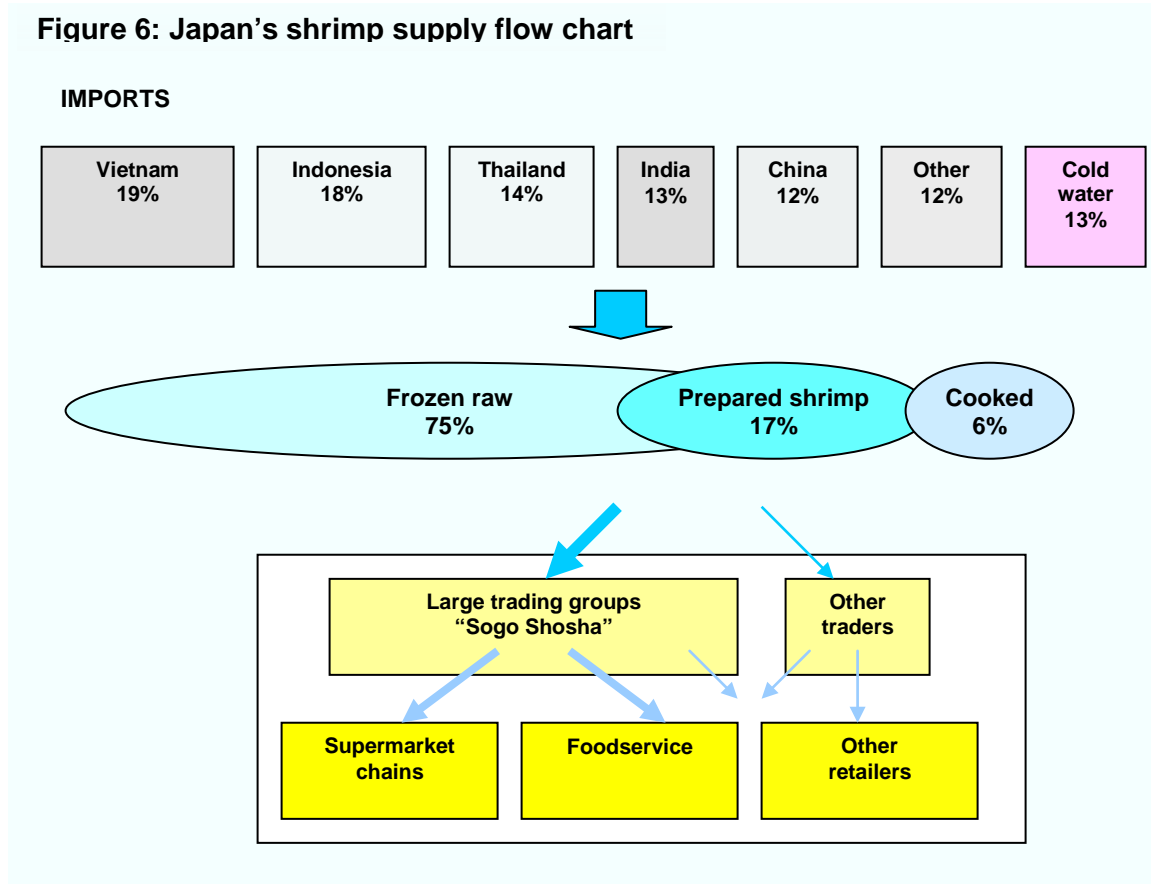 Figure 6: Japan's shrimp supply flow chart
IMPORTS
Vietnam
19%
Indonesia
18%
Thailand
14%
India
13%
China
12%
Other
12%
Cold
water
13%
Frozen raw
75%
Prepared shrimp
17%
Cooked
6%
Large trading groups
“Sogo Shosha”
Other
traders
Supermarket
chains
Foodservice
Other
retailers